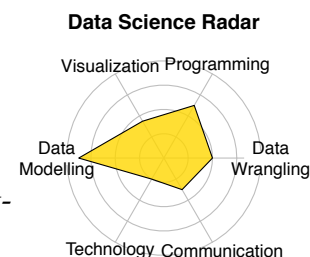 Data Science Radar
Visualization Programming
Data
Modelling
Data
Wrangling
-
Technology Communication